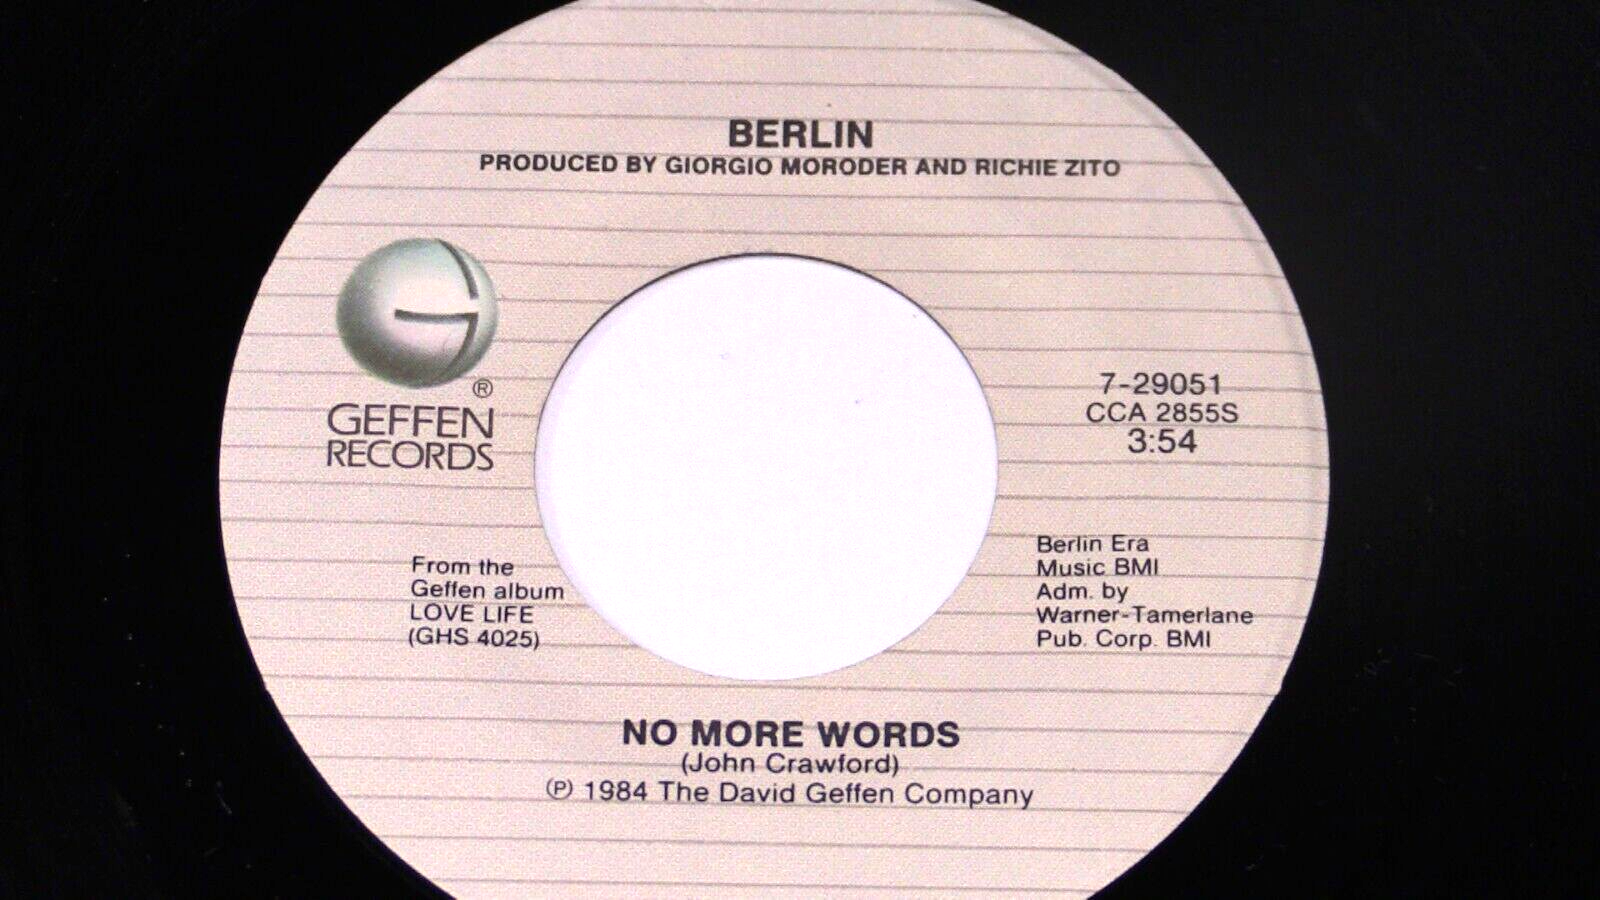 BERLIN
PRODUCED BY GIORGIO MORODER AND RICHIE ZITO
®
GEFFEN
RECORDS
7-29051
CCA 2855S
3:54
From the
Geffen album
LOVE LIFE
(GHS 4025)
Berlin Era
Music BMI
Adm. by
Warner-Tamerlane
Pub. Corp. BMI
NO MORE WORDS
(John Crawford)
℗ 1984 The David Geffen Company